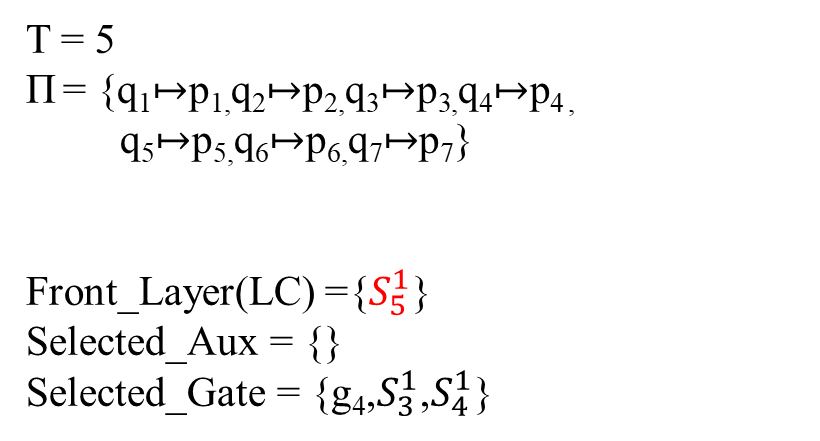 T = 5
Π = {q₁↦p₁,q₂↦p₂,q₃↦p₃,q₄↦p₄,
q₅↦p₅,q₆↦p₆,q₇↦p₇}
Front_Layer(LC) ={S₅¹}
Selected_Aux = {}
Selected_Gate = {g₄,S₃¹,S₄¹}